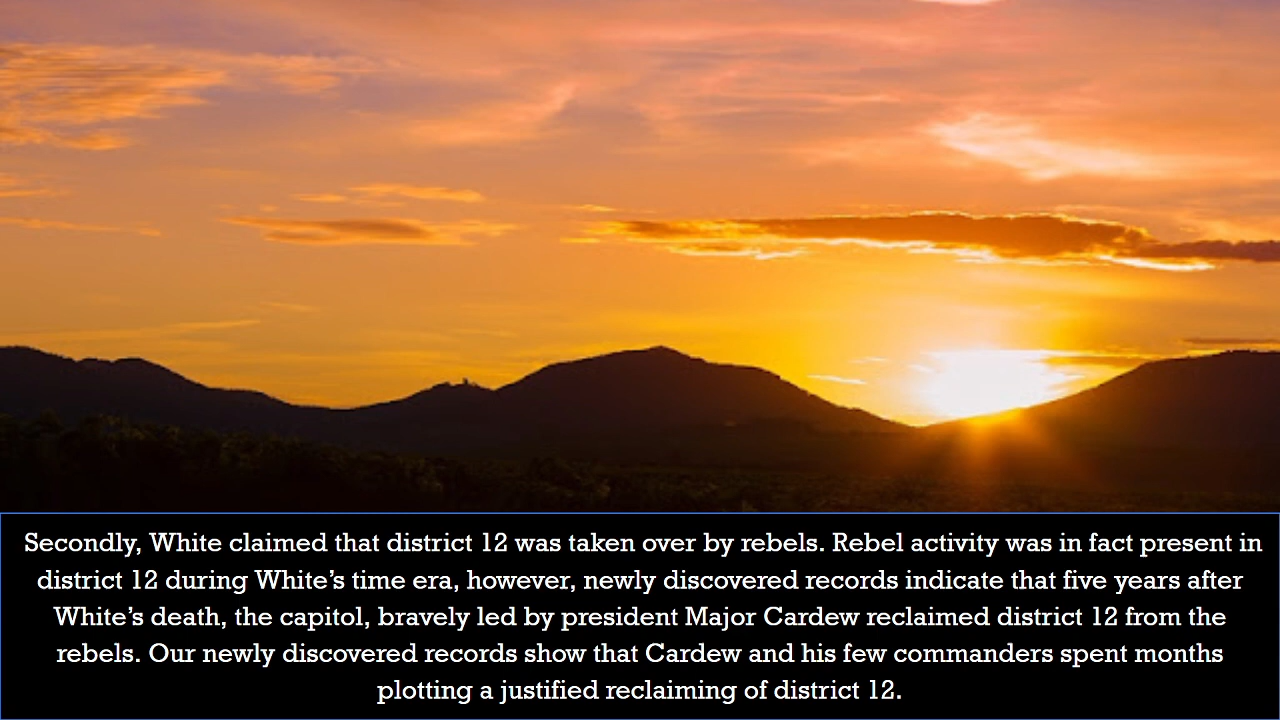 Secondly, White claimed that district 12 was taken over by rebels. Rebel activity was in fact present in
district 12 during White’s time era, however, newly discovered records indicate that five years after
White’s death, the capitol, bravely led by president Major Cardew reclaimed district 12 from the
rebels. Our newly discovered records show that Cardew and his few commanders spent months
plotting a justified reclaiming of district 12.